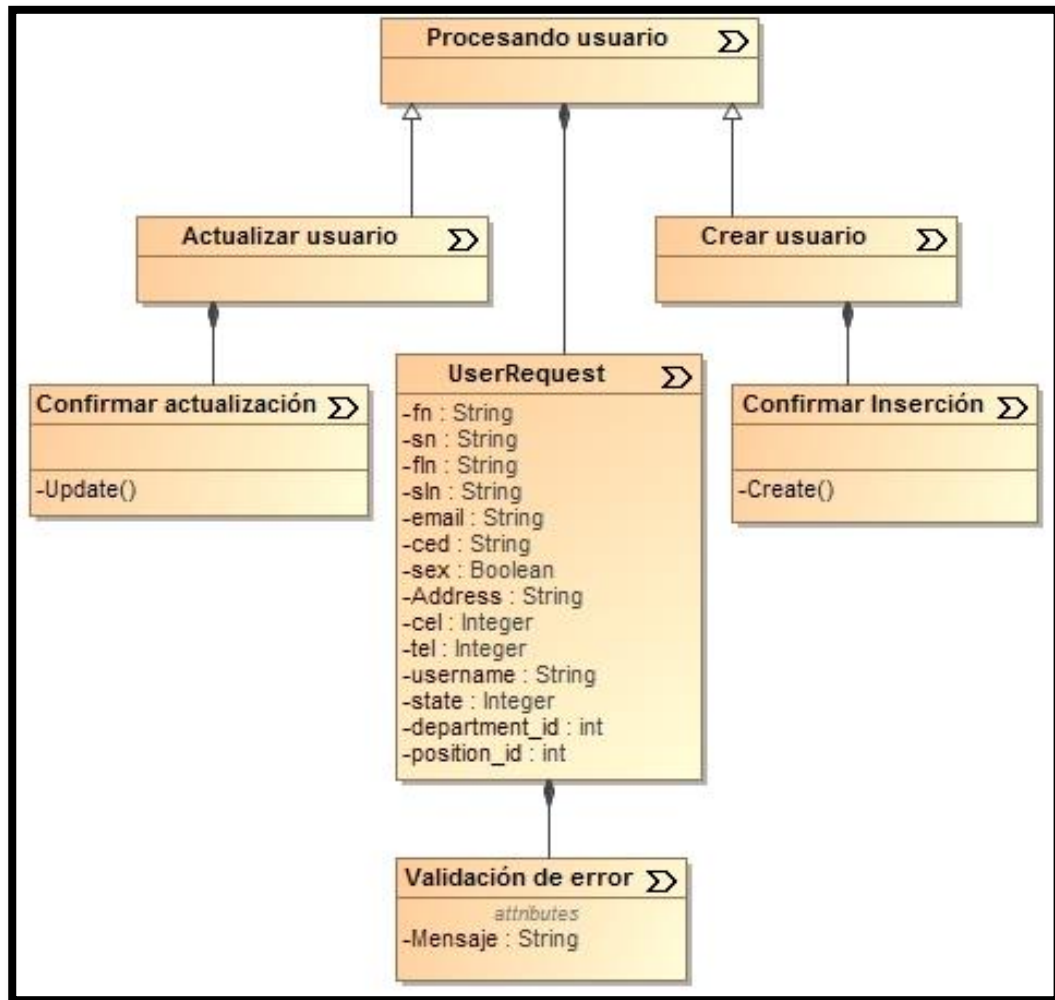 Procesando usuario
Actualizar usuario
Crear usuario
Confirmar actualización
-Update()
UserRequest
-fn : String
-sn : String
-fln : String
-sln : String
-email : String
-ced : String
-sex : Boolean
-Address : String
-cel : Integer
-tel : Integer
-username : String
-state : Integer
-department_id : int
-position_id : int
Confirmar Inserción
-Create()
Validación de error
attributes
-Mensaje : String